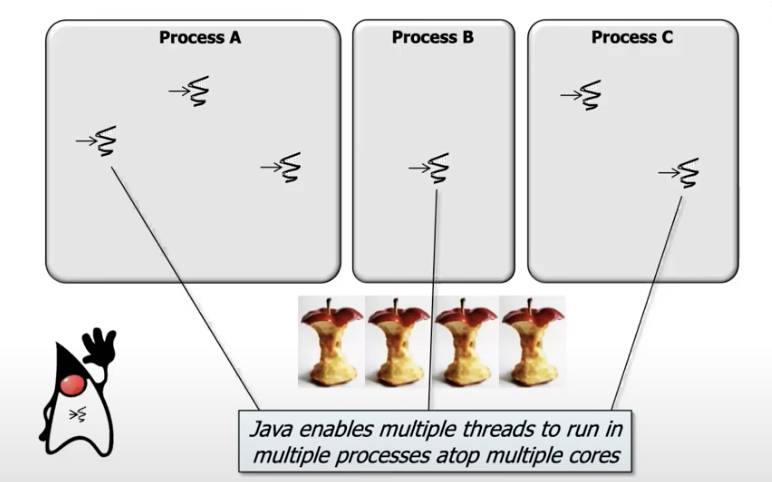 Process A
Process B
Process C
Java enables multiple threads to run in
multiple processes atop multiple cores